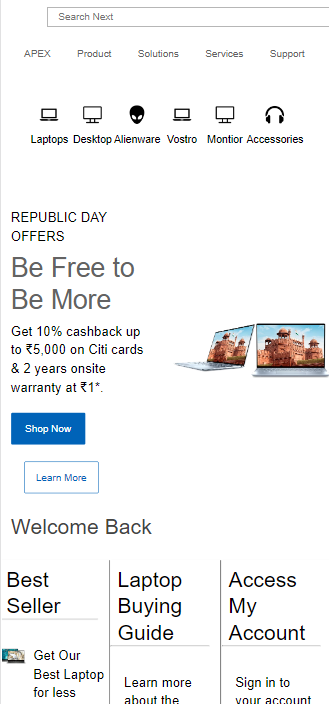 Search Next
APEX Product Solutions Services Support
Laptops Desktop Alienware Vostro Montior Accessories
REPUBLIC DAY
OFFERS
Be Free to
Be More
Get 10% cashback up
to ₹5,000 on Citi cards
& 2 years onsite
warranty at ₹1*.
Shop Now
Learn More
Welcome Back
Best
Seller
Get Our
Best Laptop
for less
Laptop
Buying
Guide
Learn more
about the
Access
My
Account
Sign in to
your account